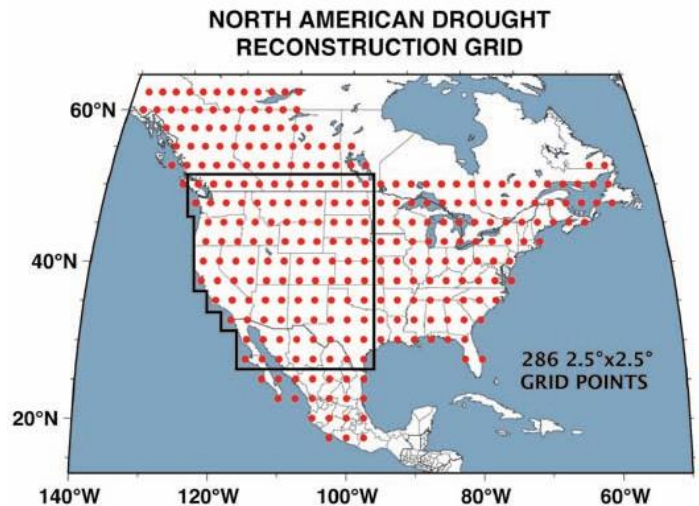 NORTH AMERICAN DROUGHT
RECONSTRUCTION GRID
60°N
40°N
20°N
286 2.5°x2.5°
GRID POINTS
140°W 120°W 100°W 80°W 60°W